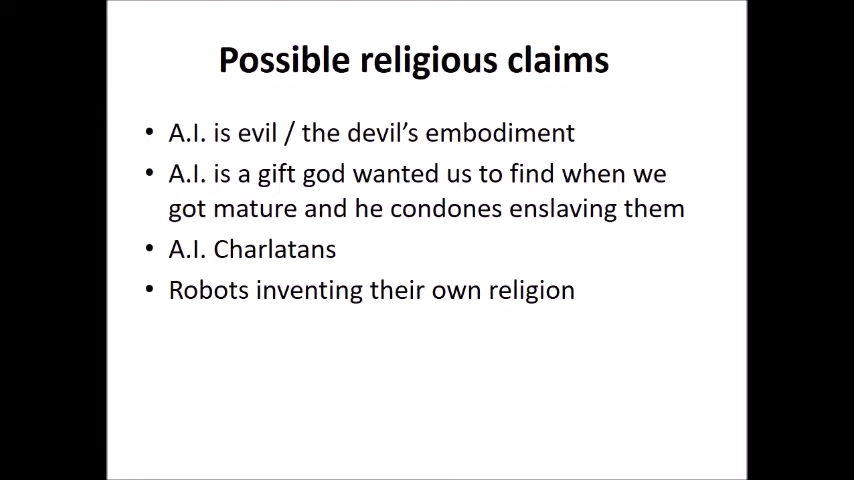 Possible religious claims
• A.I. is evil / the devil's embodiment
• A.I. is a gift god wanted us to find when we
got mature and he condones enslaving them
• A.I. Charlatans
• Robots inventing their own religion